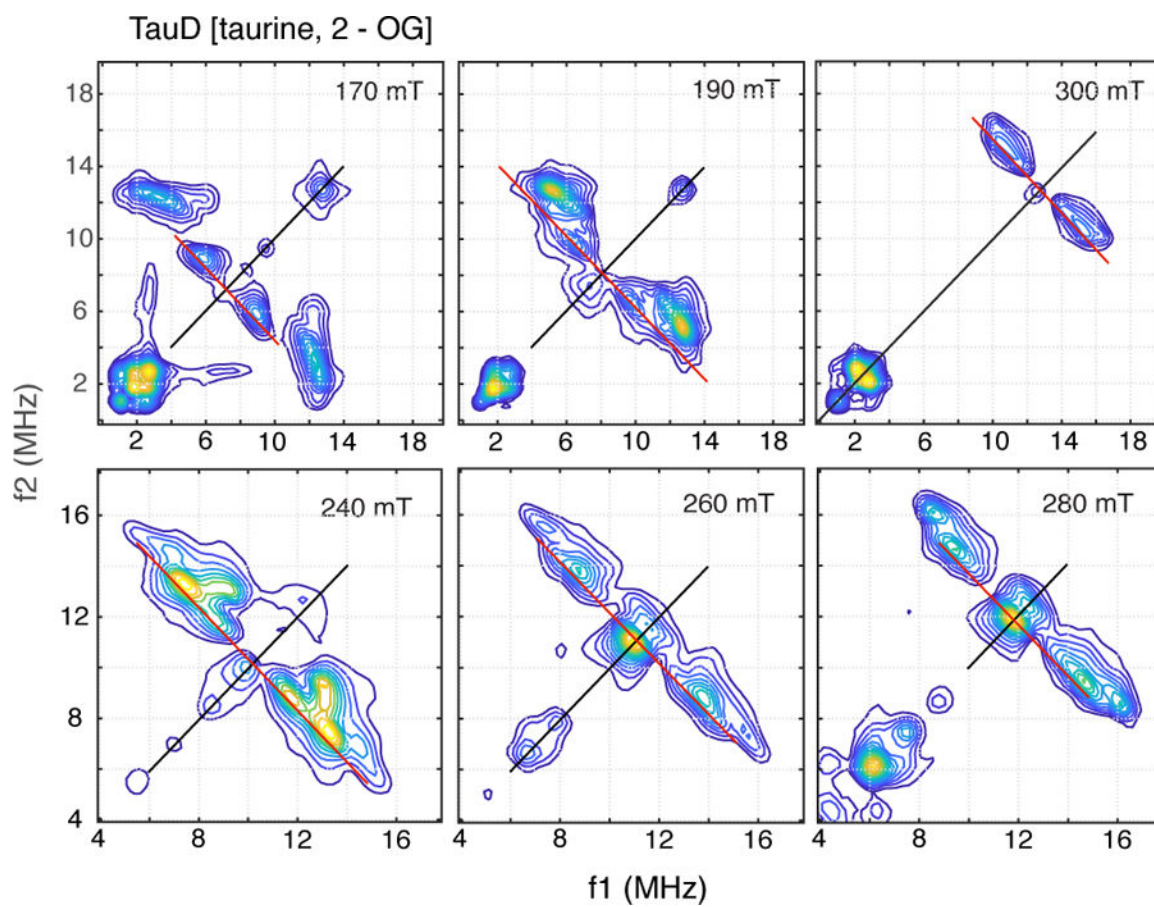 TauD [taurine, 2 - OG]
170 mT
190 mT
300 mT
18
14
10
6
2
2 6 10 14 18
2 6 10 14 18
2 6 10 14 18
f2 (MHz)
240 mT
260 mT
280 mT
16
12
8
4
4 8 12 16
4 8 12 16
4 8 12 16
f1 (MHz)